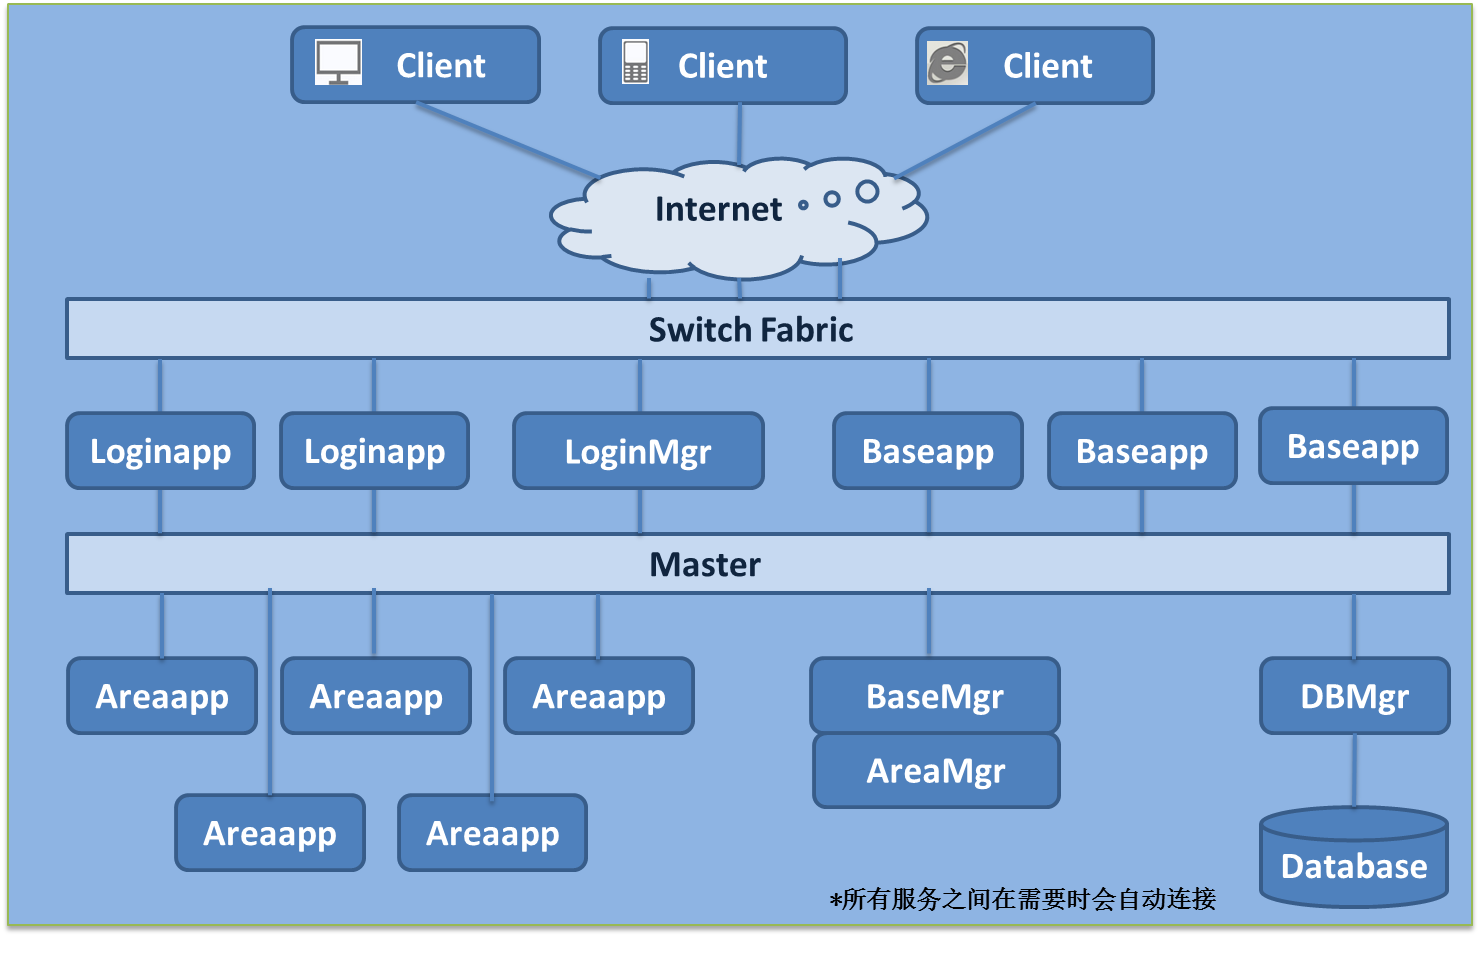 Client
Client
Client
Internet
Switch Fabric
Loginapp
Loginapp
LoginMgr
Baseapp
Baseapp
Baseapp
Master
Areaapp
Areaapp
Areaapp
BaseMgr
DBMgr
AreaMgr
Areaapp
Areaapp
Database
*所有服务之间在需要时会自动连接